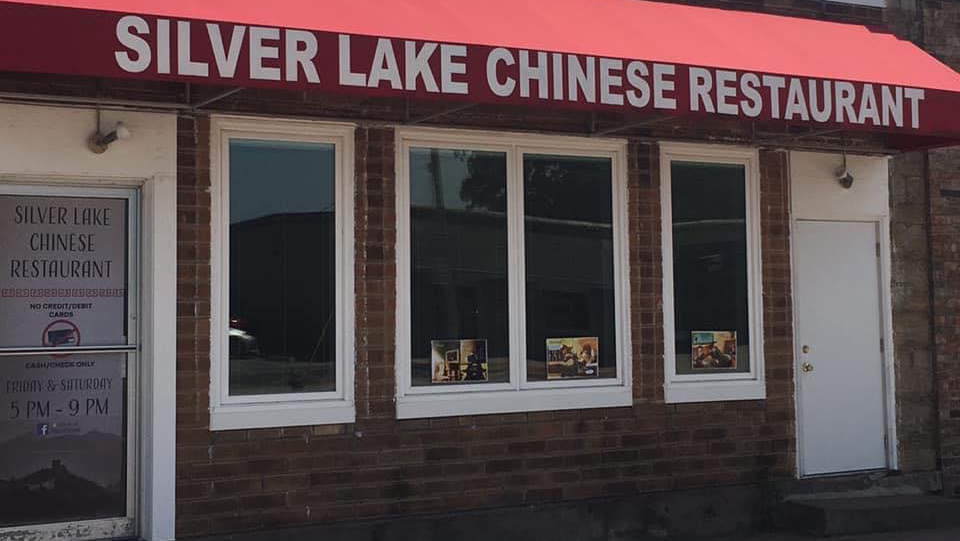 SILVER LAKE CHINESE RESTAURANT
SILVER LAKE
CHINESE
RESTAURANT
NO CREDIT/DEBIT
CARDS
CASH/CHECK ONLY
FRIDAY & SATURDAY
5 PM - 9 PM
f